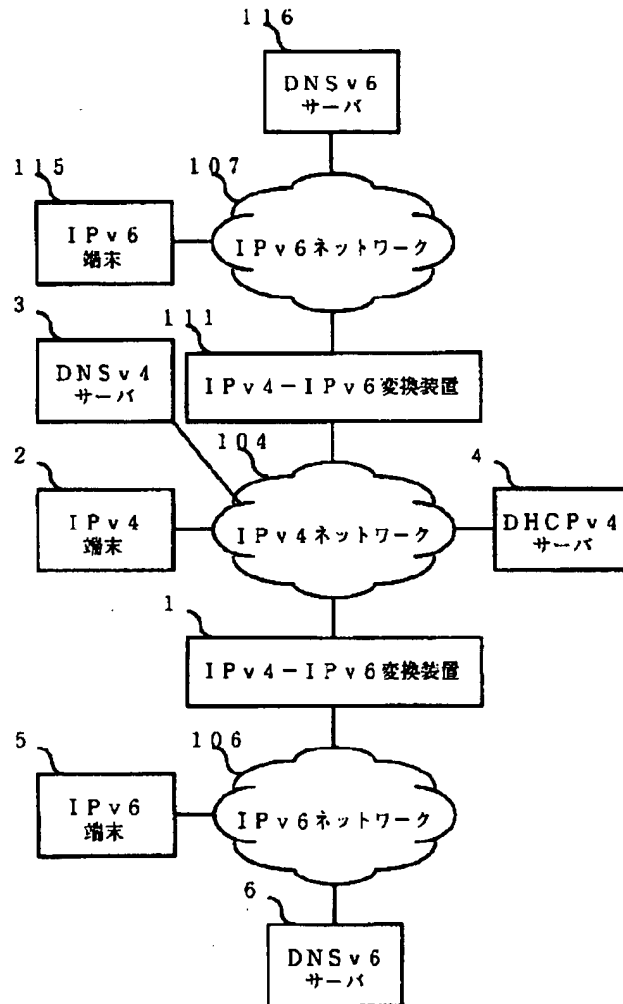 116
DNSv6
サーバ
115
107
IPv6
端末
IPv6ネットワーク
3
111
DNSv4
サーバ
IPv4-IPv6変換装置
104
2
4
IPv4
端末
IPv4ネットワーク
DHCPv4
サーバ
1
IPv4-IPv6変換装置
5
106
IPv6
端末
IPv6ネットワーク
6
DNSv6
サーバ